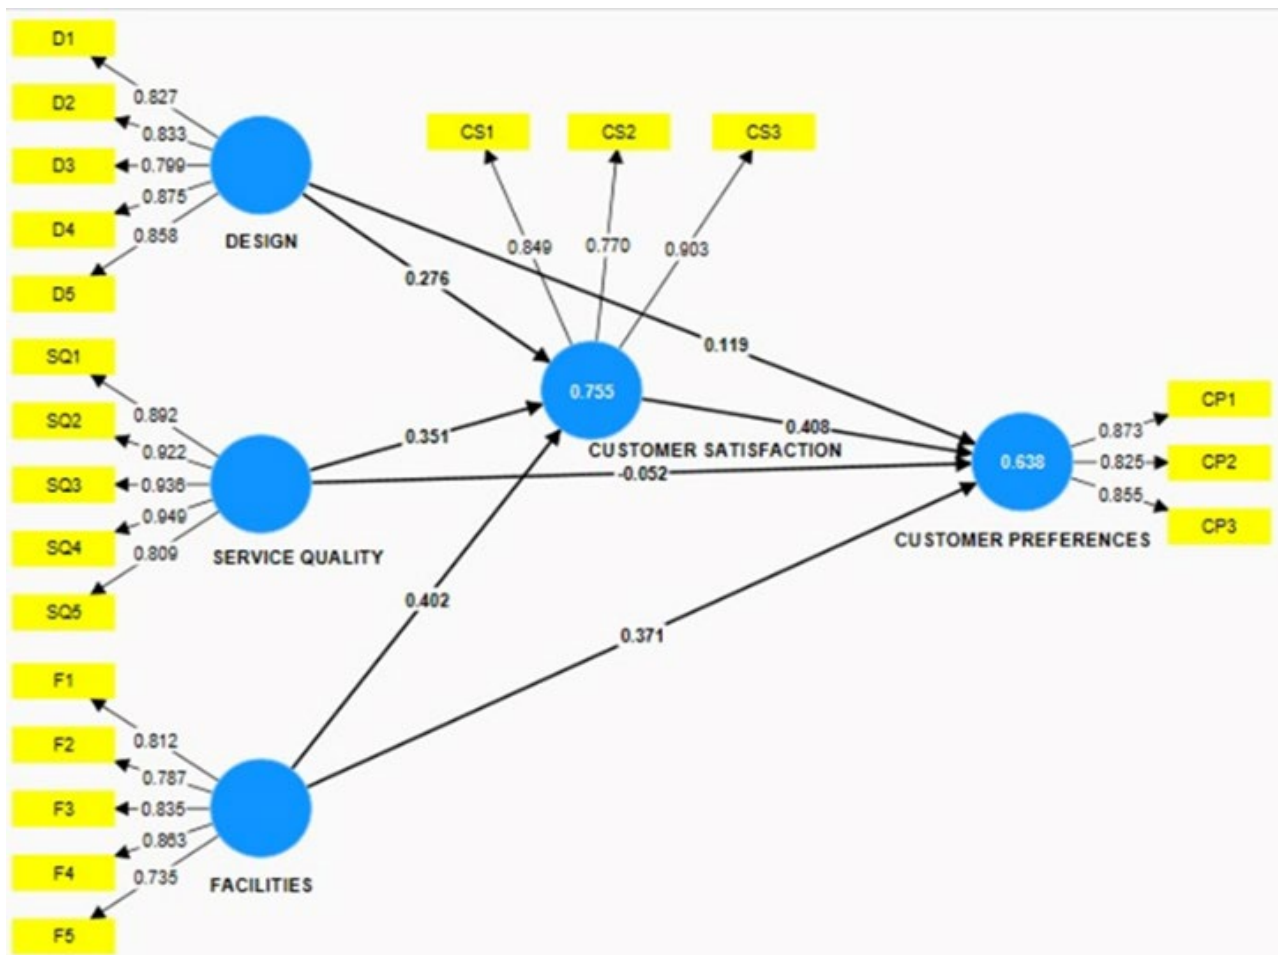 D1
0.827
D2
0.833
D3
0.799
0.875
D4
0.858
DESIGN
D5
CS1
CS2
CS3
0.849
0.770
0.903
0.276
0.119
SQ1
0.892
SQ2
0.922
SQ3
0.936
0.949
SQ4
0.809
SERVICE QUALITY
SQ5
0.755
0.351
0.408
CUSTOMER SATISFACTION
-0.052
0.638
CP1
0.873
0.825
CP2
0.855
CP3
CUSTOMER PREFERENCES
0.402
0.371
F1
0.812
F2
0.787
F3
0.835
0.863
F4
0.735
FACILITIES
F5